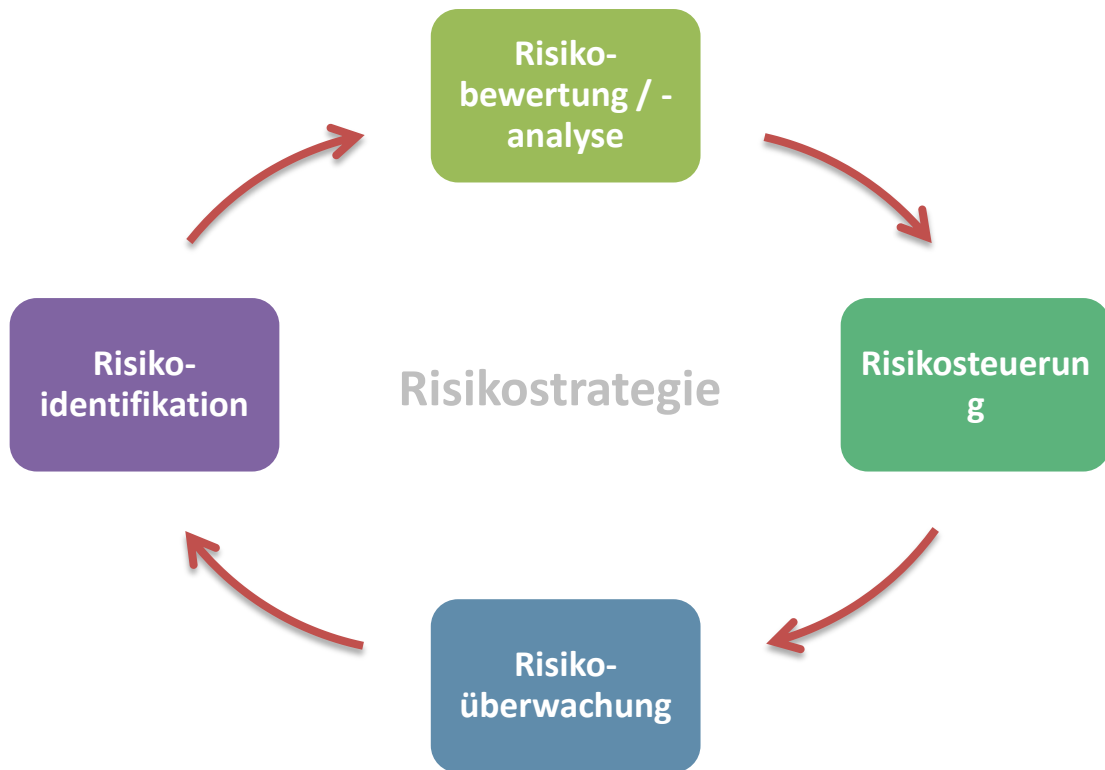 Risiko-
bewertung / -
analyse
Risiko-
identifikation
Risikostrategie
Risikosteuerun
g
Risiko-
überwachung